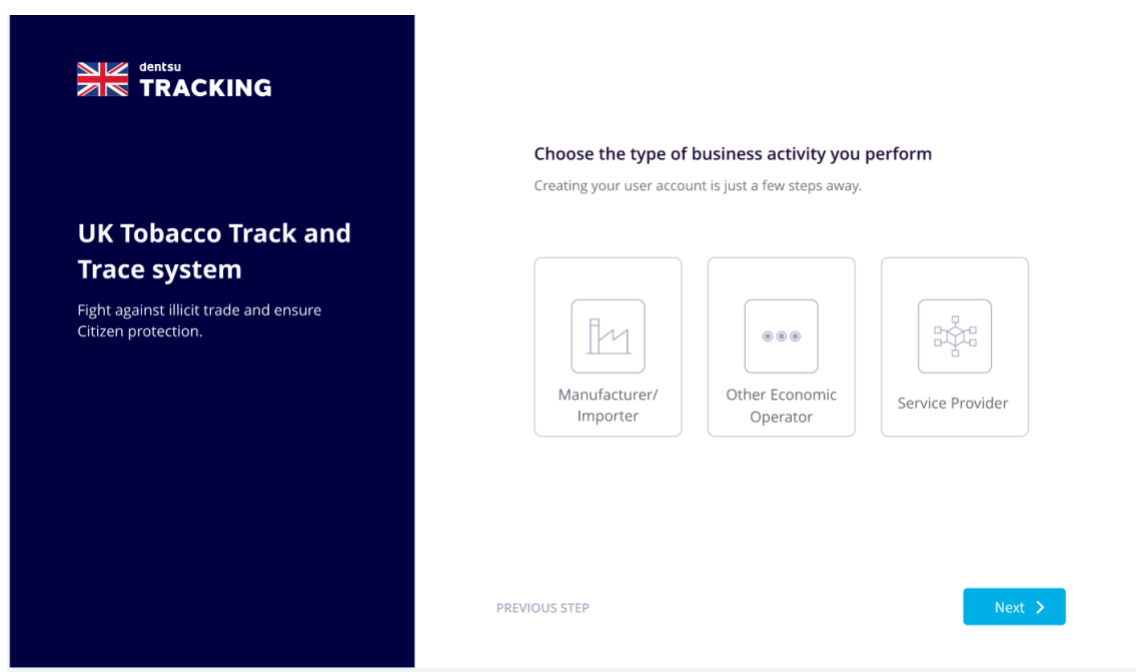 dentsu
TRACKING
UK Tobacco Track and
Trace system
Fight against illicit trade and ensure
Citizen protection.
Choose the type of business activity you perform
Creating your user account is just a few steps away.
Manufacturer/
Importer
Other Economic
Operator
Service Provider
PREVIOUS STEP
Next